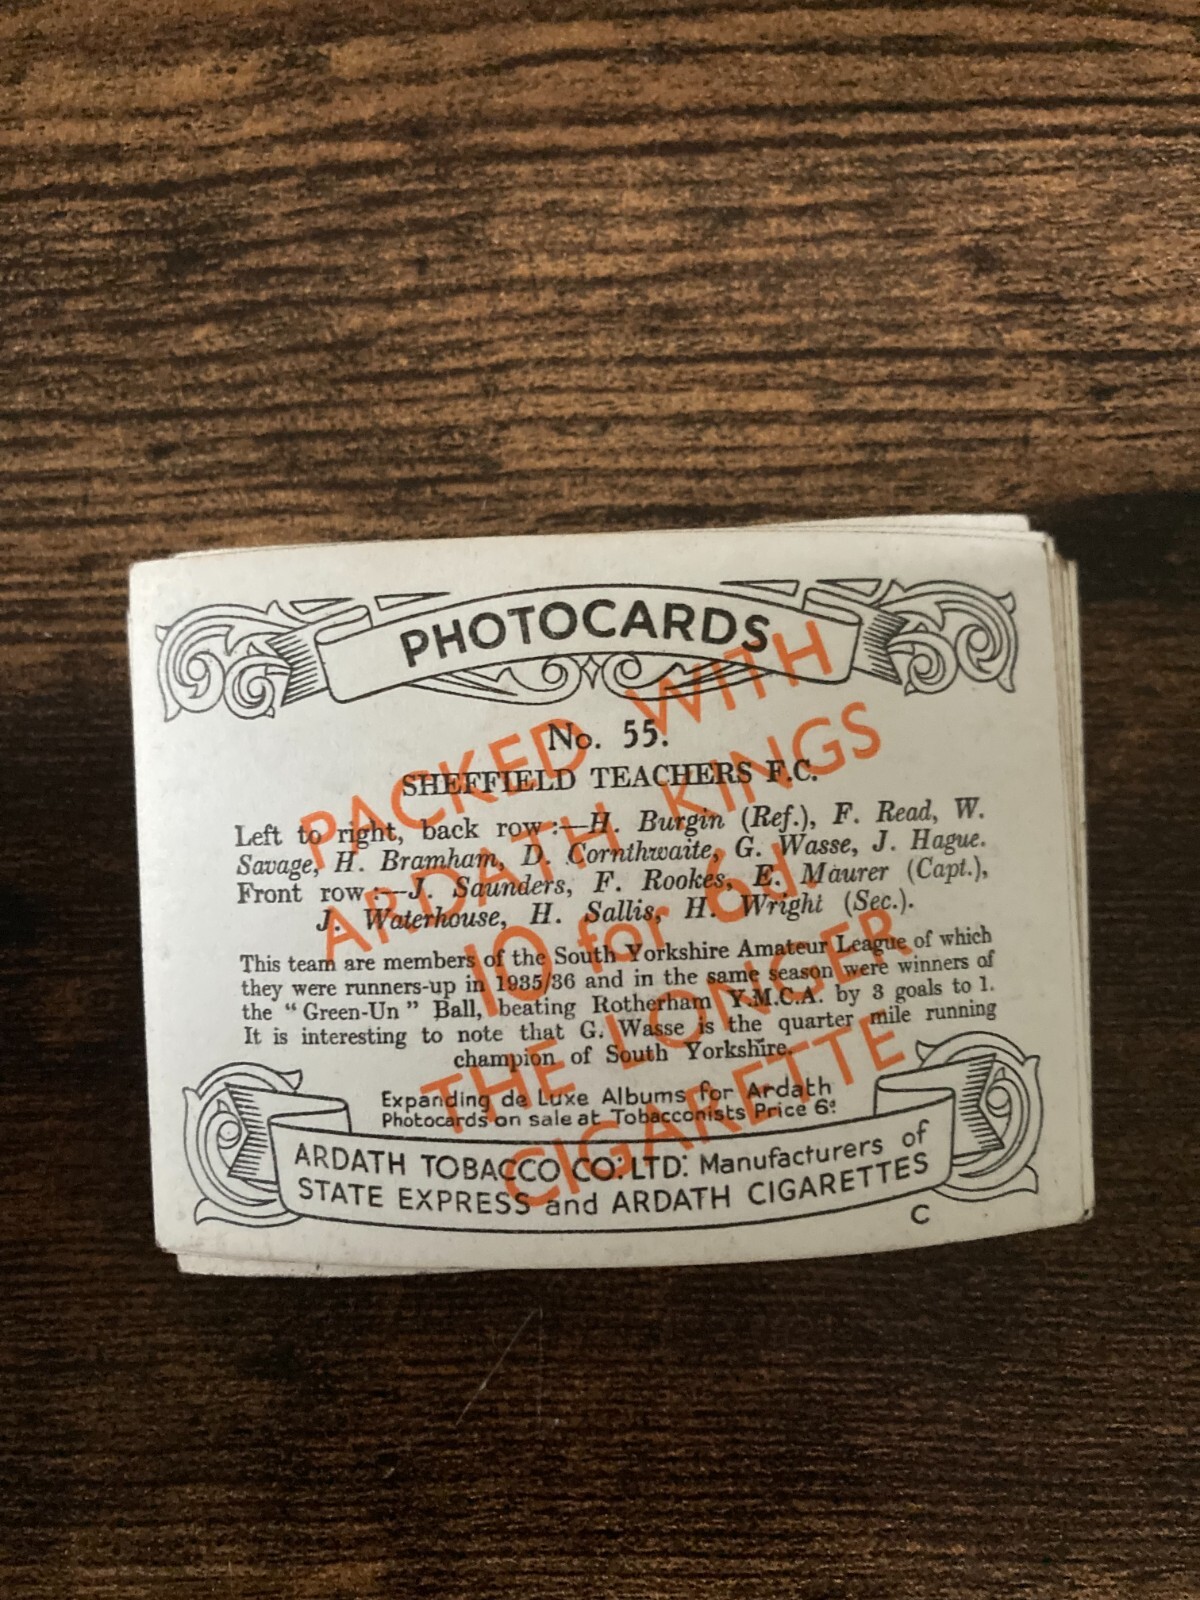 PHOTOCARDS
No. 55.
SHEFFIELD TEACHERS F.C.
Left to right, back row:—H. Burgin (Ref.), F. Read, W.
Savage, H. Bramham, D. Cornthwaite, G. Wasse, J. Hague.
Front row:—J. Saunders, F. Rookes, E. Maurer (Capt.),
J. Waterhouse, H. Sallis, H. Wright (Sec.).
This team are members of the South Yorkshire Amateur League of which
they were runners-up in 1935/36 and in the same season were winners of
the "Green-Un" Ball, beating Rotherham Y.M.C.A. by 3 goals to 1.
It is interesting to note that G. Wasse is the quarter mile running
champion of South Yorkshire.
Expanding de Luxe Albums for Ardath
Photocards on sale at Tobacconists Price 6d
ARDATH TOBACCO CO: LTD: Manufacturers of
STATE EXPRESS and ARDATH CIGARETTES
C
PACKED WITH
ARDATH KINGS
10 for 6d.
THE LONGER
CIGARETTE